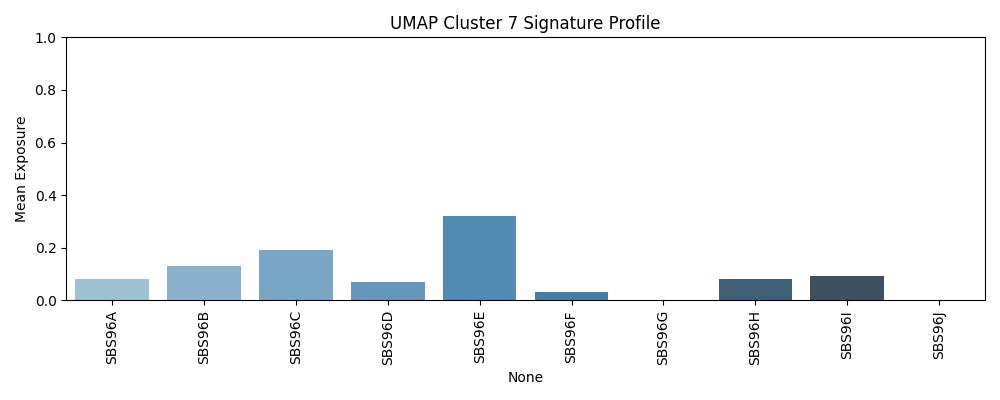 UMAP Cluster 7 Signature Profile
1.0
0.8
0.6
0.4
0.2
0.0
Mean Exposure
SBS96A
SBS96B
SBS96C
SBS96D
SBS96E
SBS96F
SBS96G
SBS96H
SBS96I
SBS96J
None